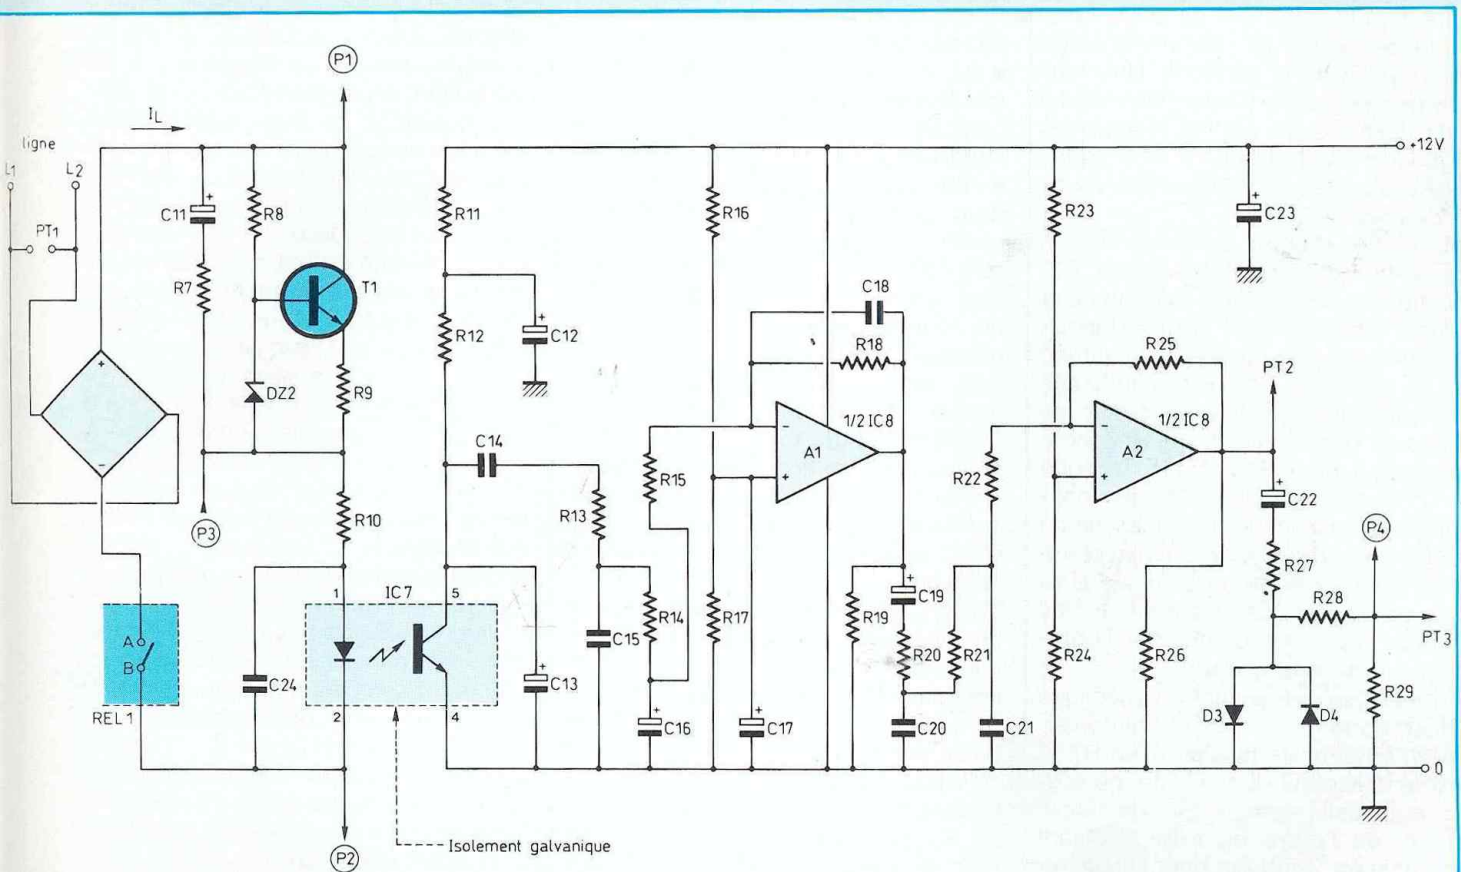 P1
I_L
ligne
L1
L2
+12V
PT1
C11
R8
R11
R16
R23
C23
R7
T1
C18
R12
C12
R18
R25
PT2
DZ2
R9
1/2 IC8
1/2 IC8
+
-
C14
-
A1
+
-
A2
+
R15
R22
C22
R13
P3
R10
P4
R27
IC7
1
5
R28
C19
R14
R17
R19
PT3
A
B
C15
R20
R21
R24
R26
C24
C13
R29
REL1
2
4
C16
C17
C20
C21
D3
D4
0
P2
Isolement galvanique